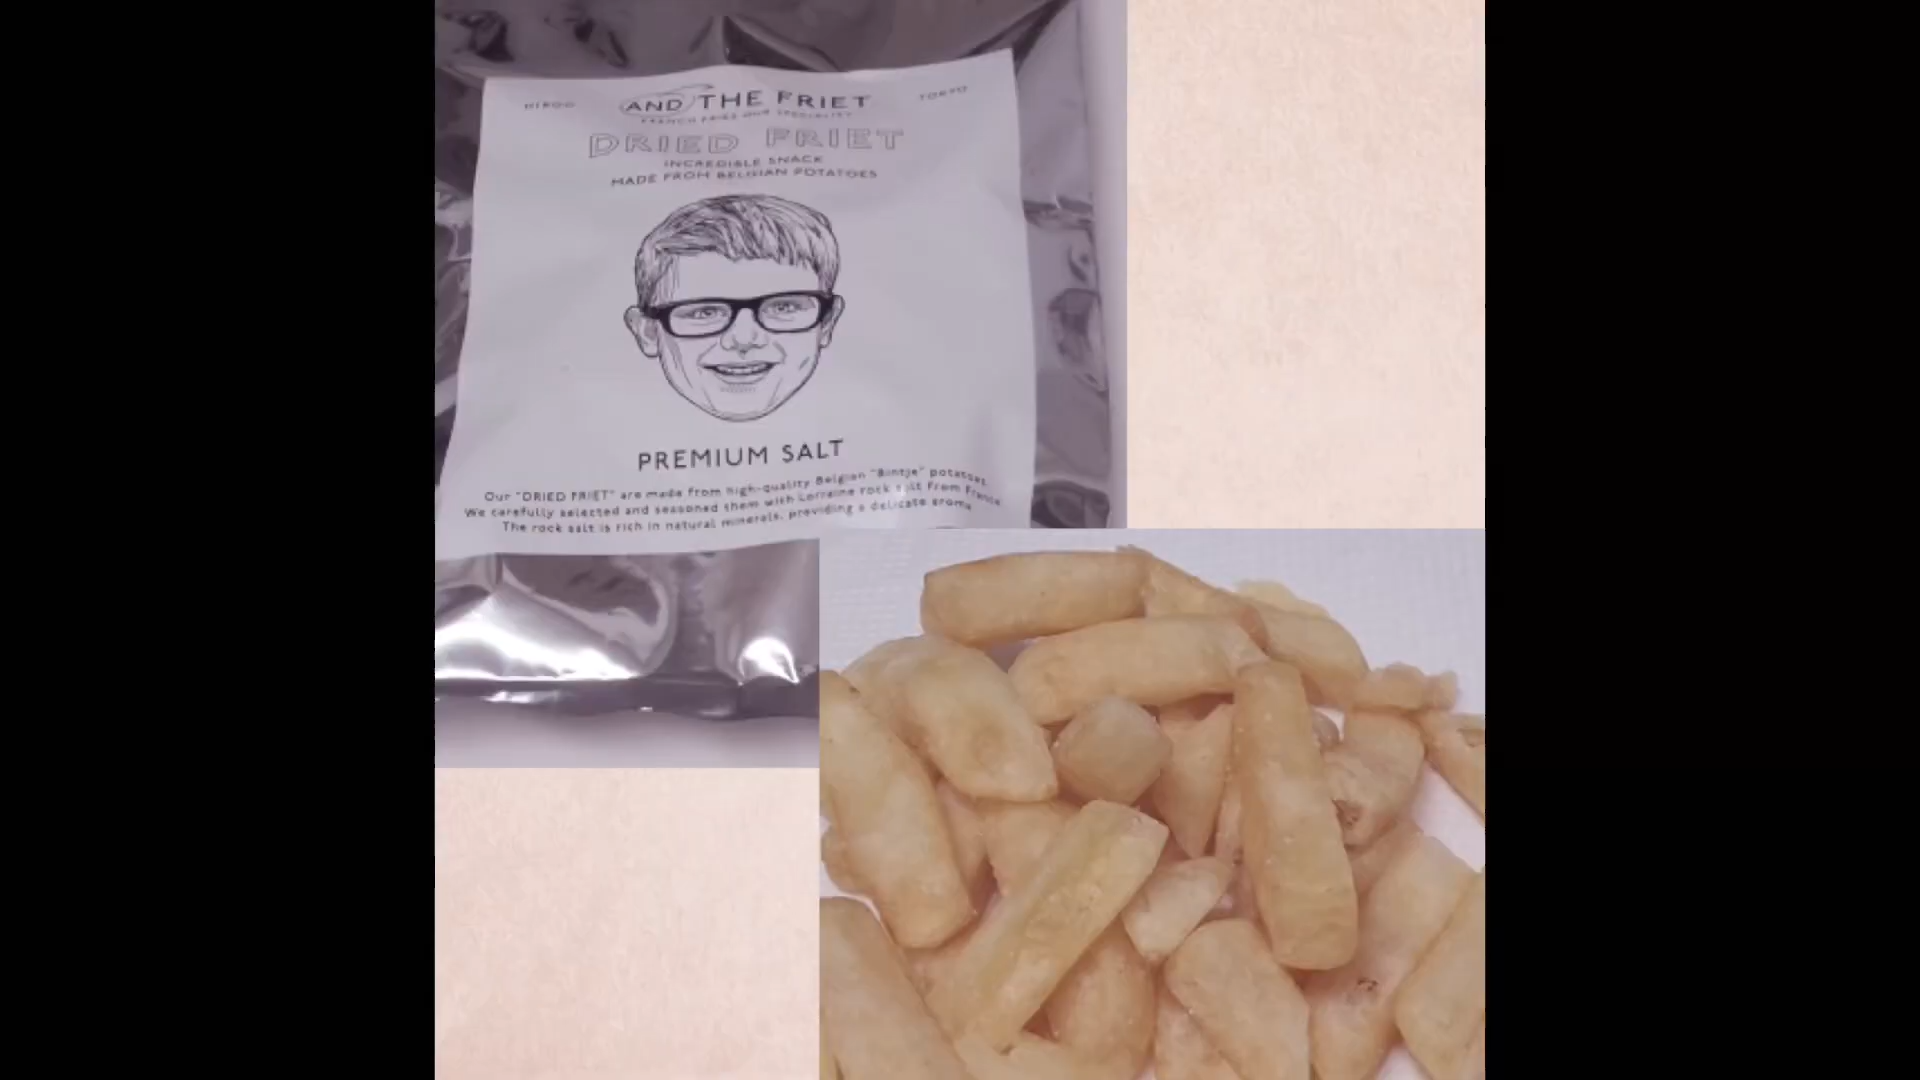 HIROO
AND THE FRIET
TOKYO
FRENCH FRIES OUR SPECIALITY
DRIED FRIET
INCREDIBLE SNACK
MADE FROM BELGIAN POTATOES
PREMIUM SALT
Our "DRIED FRIET" are made from high-quality Belgian "Bintje" potatoes.
We carefully selected and seasoned them with Lorraine rock salt from France.
The rock salt is rich in natural minerals, providing a delicate aroma.